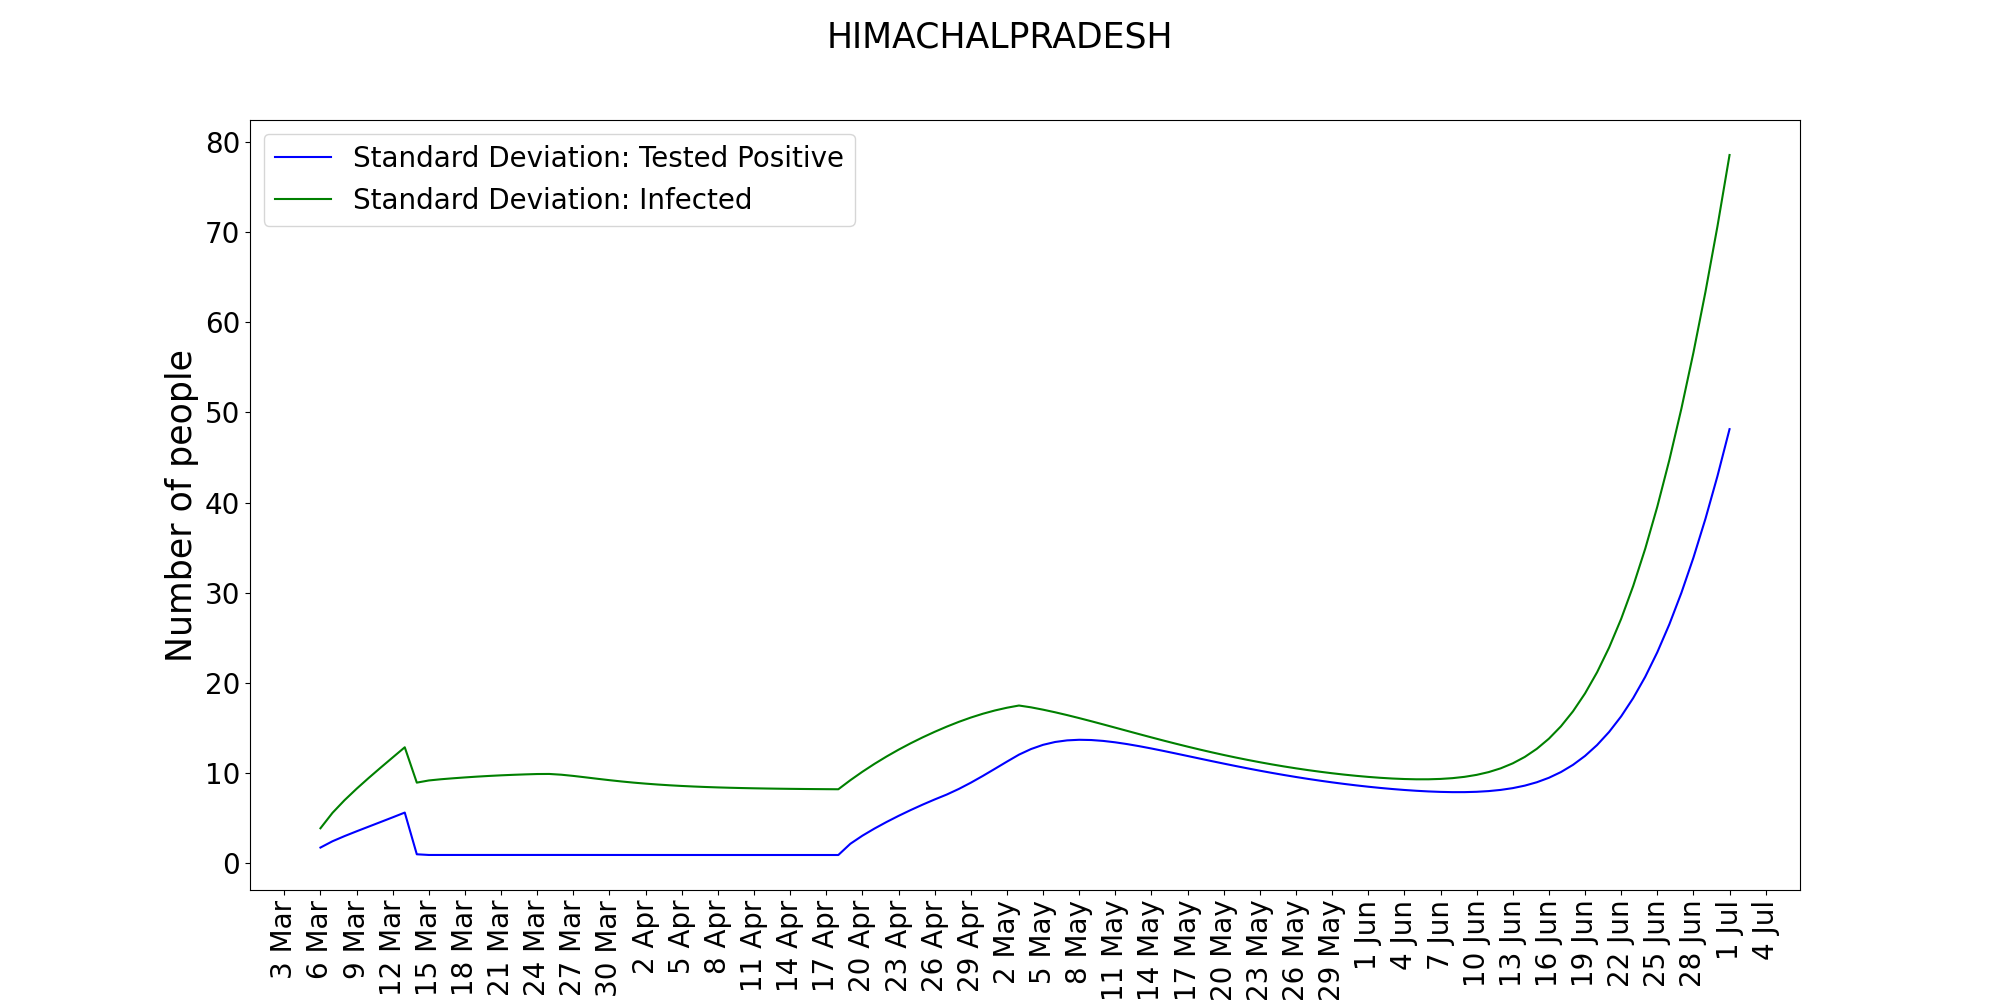 HIMACHALPRADESH
Standard Deviation: Tested Positive
Standard Deviation: Infected
Number of people
80
70
60
50
40
30
20
10
0
3 Mar
6 Mar
9 Mar
12 Mar
15 Mar
18 Mar
21 Mar
24 Mar
27 Mar
30 Mar
2 Apr
5 Apr
8 Apr
11 Apr
14 Apr
17 Apr
20 Apr
23 Apr
26 Apr
29 Apr
2 May
5 May
8 May
11 May
14 May
17 May
20 May
23 May
26 May
29 May
1 Jun
4 Jun
7 Jun
10 Jun
13 Jun
16 Jun
19 Jun
22 Jun
25 Jun
28 Jun
1 Jul
4 Jul